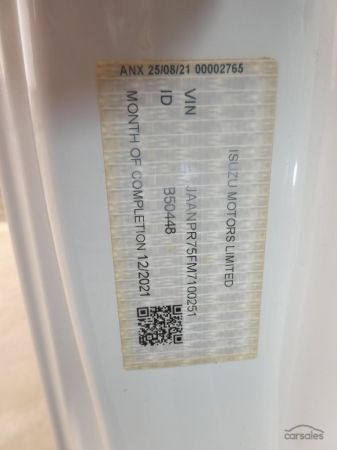 ANX 25/08/21 00002765
ISUZU MOTORS LIMITED
VIN JAANPR75FM7100251
ID B50448
MONTH OF COMPLETION 12/2021
carsales